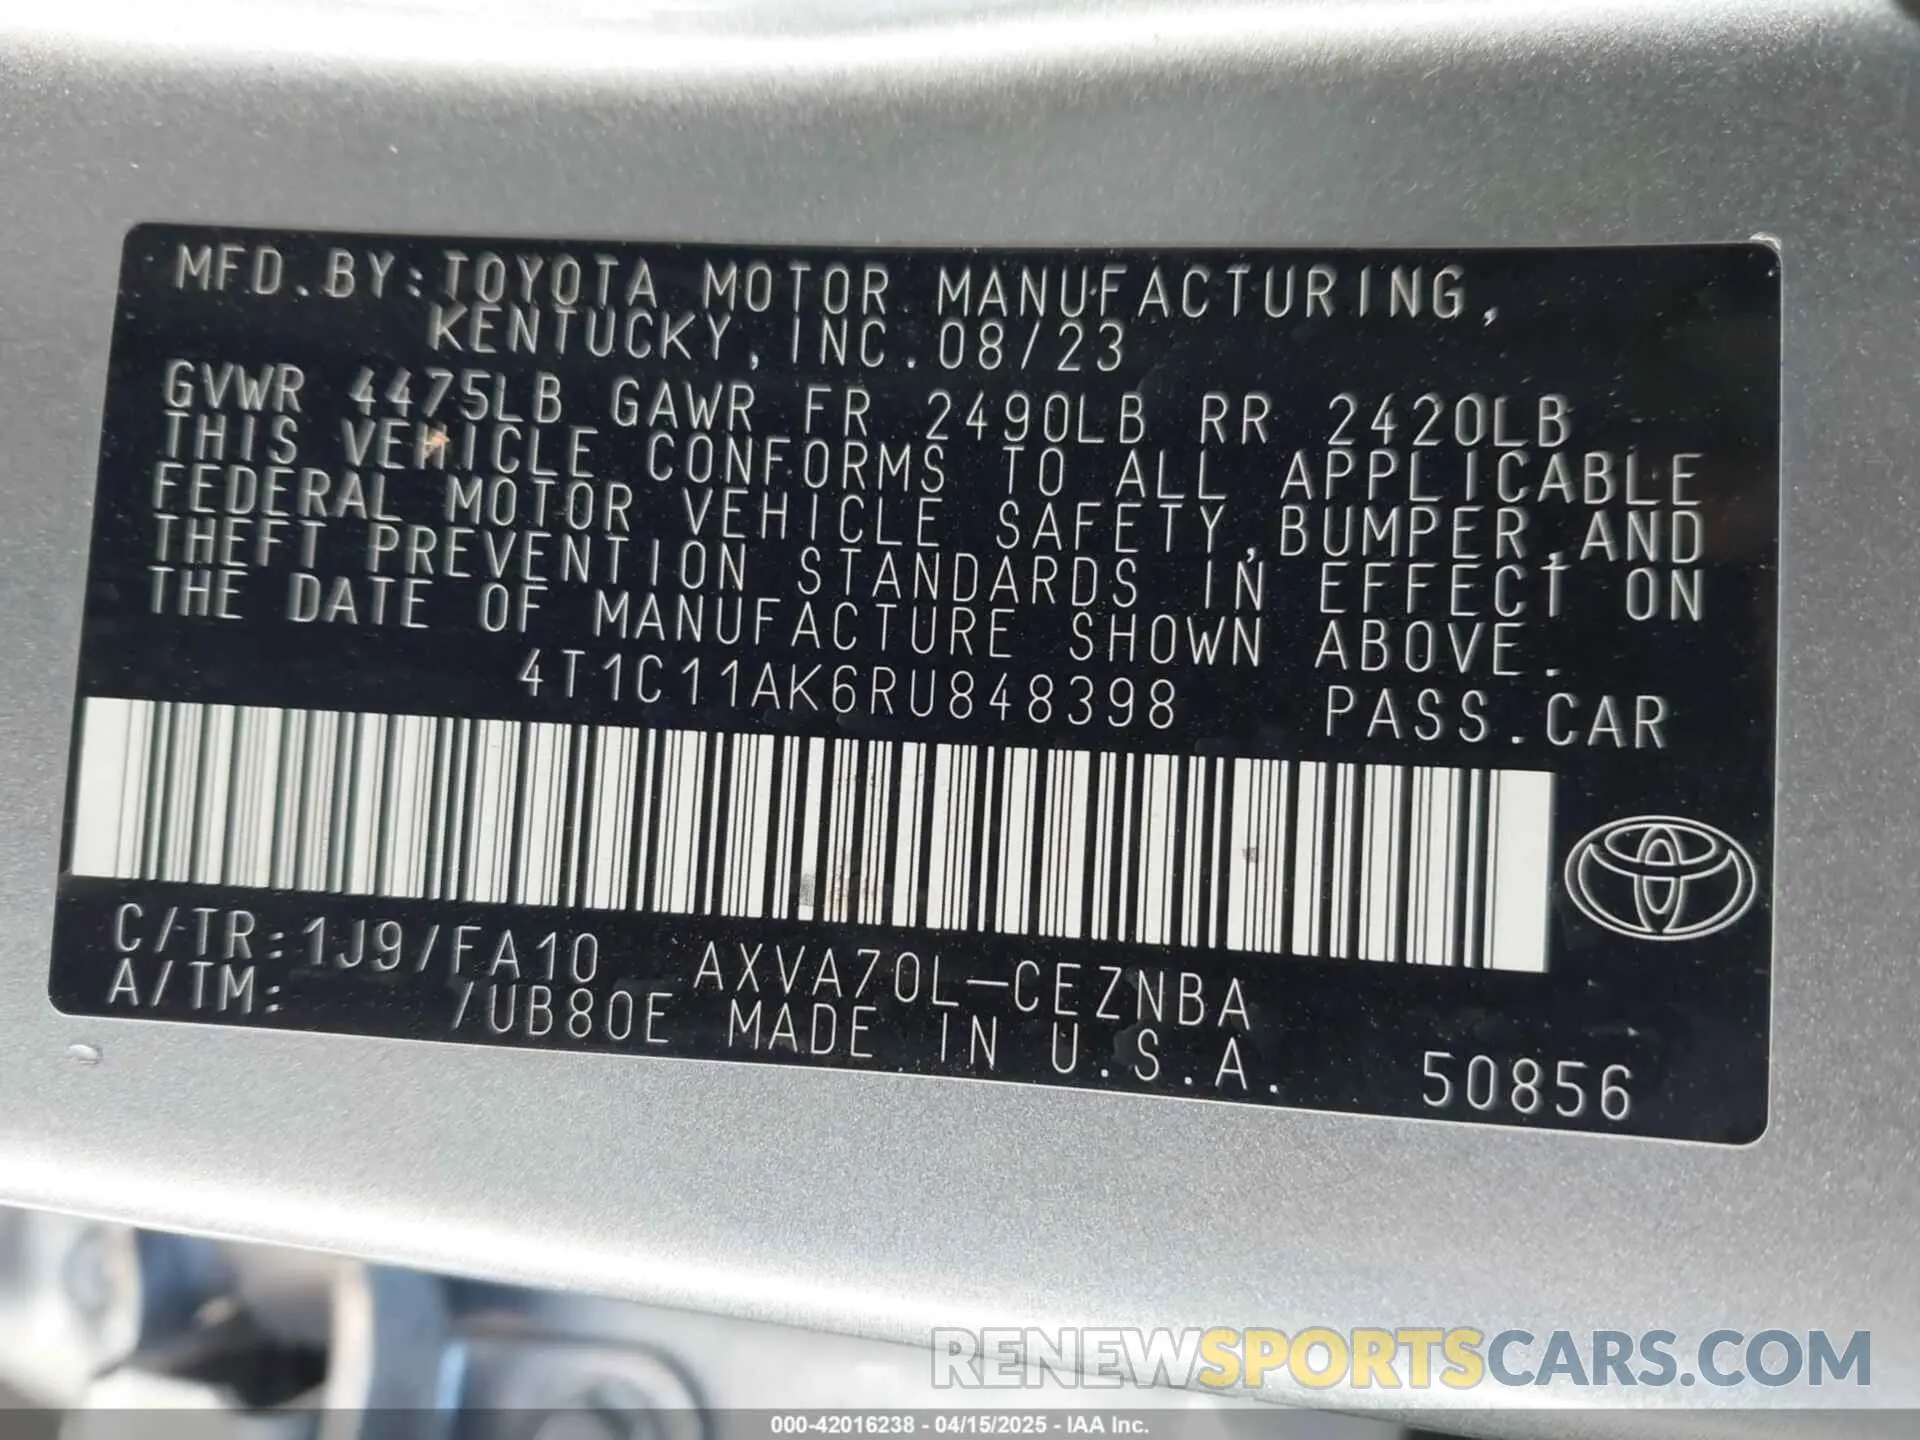 MFD.BY:TOYOTA MOTOR MANUFACTURING,
KENTUCKY,INC.08/23
GVWR 4475LB GAWR FR 2490LB RR 2420LB
THIS VEHICLE CONFORMS TO ALL APPLICABLE
FEDERAL MOTOR VEHICLE SAFETY,BUMPER,AND
THEFT PREVENTION STANDARDS IN EFFECT ON
THE DATE OF MANUFACTURE SHOWN ABOVE.
4T1C11AK6RU848398 PASS.CAR
C/TR:1J9/FA10 AXVA70L-CEZNBA
A/TM: /UB80E MADE IN U.S.A. 50856
RENEWSPORTSCARS.COM
000-42016238 - 04/15/2025 - IAA Inc.